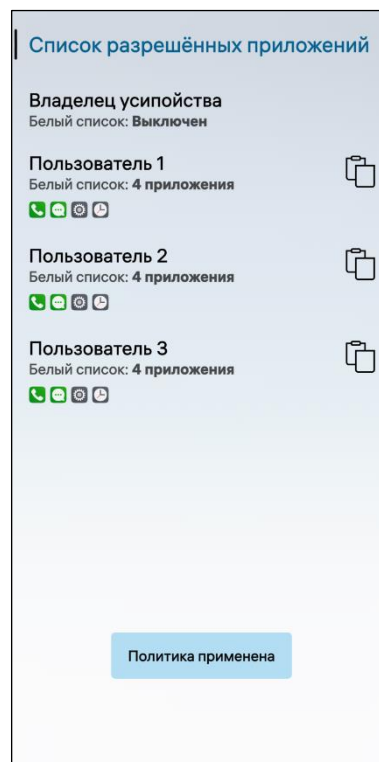 Список разрешённых приложений
Владелец усипойства
Белый список: Выключен
Пользователь 1
Белый список: 4 приложения
Пользователь 2
Белый список: 4 приложения
Пользователь 3
Белый список: 4 приложения
Политика применена